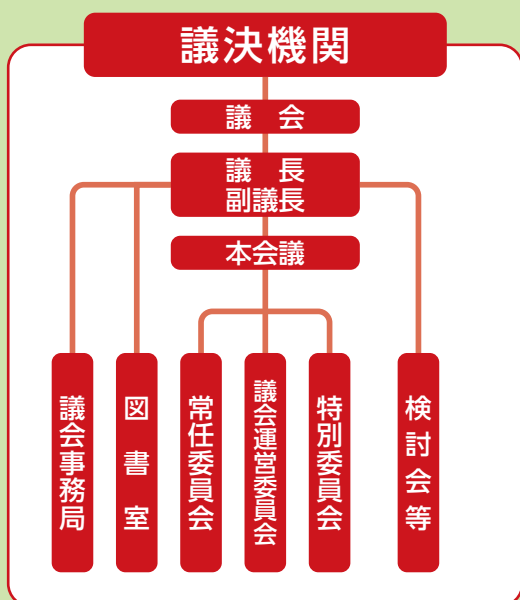 議決機関
議　会
議　長
副議長
本会議
議会事務局
図書室
常任委員会
議会運営委員会
特別委員会
検討会等